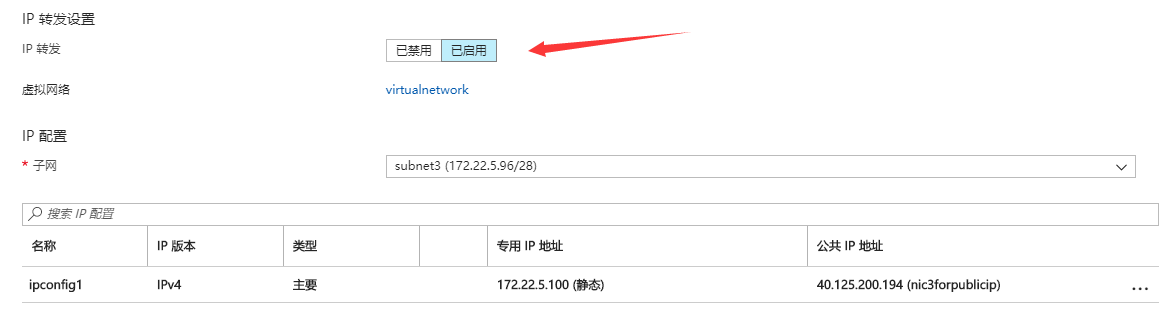 IP 转发设置
IP 转发
已禁用 已启用
虚拟网络
virtualnetwork
IP 配置
* 子网
subnet3 (172.22.5.96/28)
搜索 IP 配置
名称 IP 版本 类型 专用 IP 地址 公共 IP 地址
ipconfig1 IPv4 主要 172.22.5.100 (静态) 40.125.200.194 (nic3forpublicip) ...